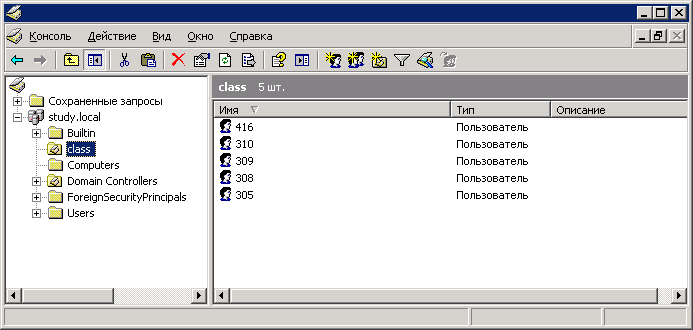 Консоль Действие Вид Окно Справка
Сохраненные запросы
study.local
Builtin
class
Computers
Domain Controllers
ForeignSecurityPrincipals
Users
class 5 шт.
Имя Тип Описание
416 Пользователь
310 Пользователь
309 Пользователь
308 Пользователь
305 Пользователь